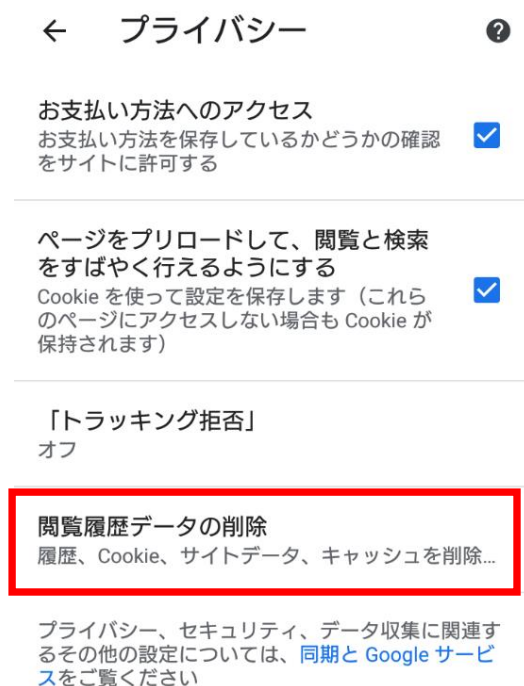 プライバシー
お支払い方法へのアクセス
お支払い方法を保存しているかどうかの確認
をサイトに許可する
ページをプリロードして、閲覧と検索
をすばやく行えるようにする
Cookie を使って設定を保存します（これら
のページにアクセスしない場合も Cookie が
保持されます）
「トラッキング拒否」
オフ
閲覧履歴データの削除
履歴、Cookie、サイトデータ、キャッシュを削除...
プライバシー、セキュリティ、データ収集に関連す
るその他の設定については、同期と Google サービ
スをご覧ください